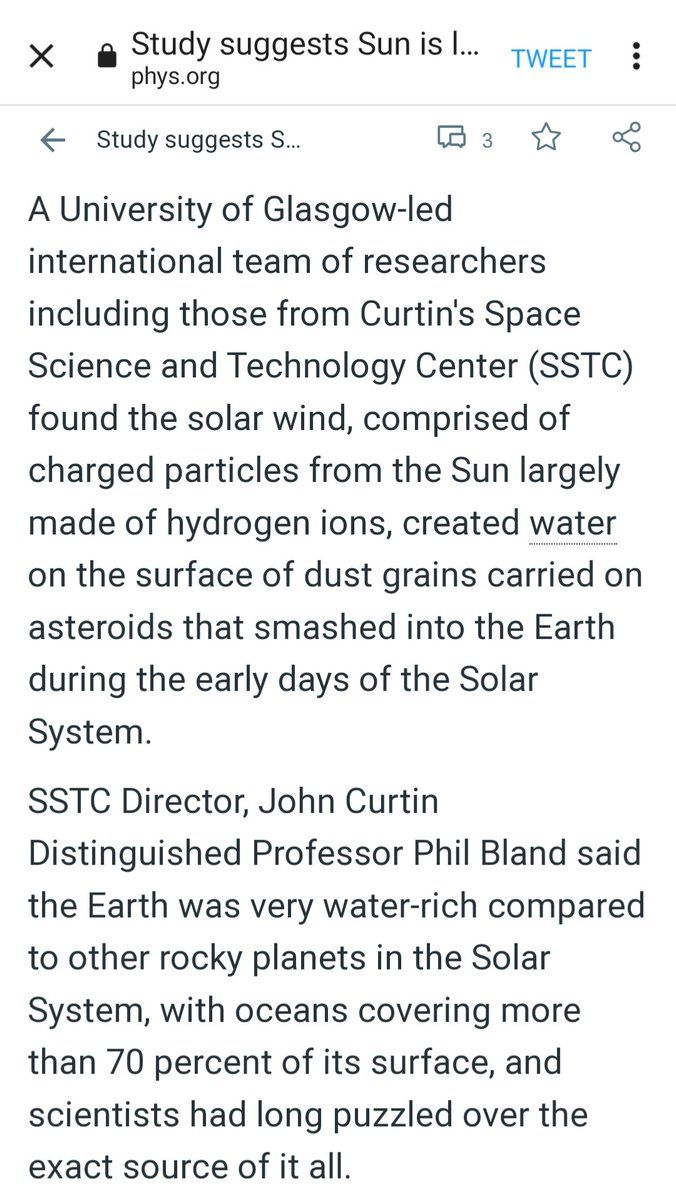 Study suggests Sun is l...
TWEET
phys.org
Study suggests S...
3
A University of Glasgow-led
international team of researchers
including those from Curtin's Space
Science and Technology Center (SSTC)
found the solar wind, comprised of
charged particles from the Sun largely
made of hydrogen ions, created water
on the surface of dust grains carried on
asteroids that smashed into the Earth
during the early days of the Solar
System.
SSTC Director, John Curtin
Distinguished Professor Phil Bland said
the Earth was very water-rich compared
to other rocky planets in the Solar
System, with oceans covering more
than 70 percent of its surface, and
scientists had long puzzled over the
exact source of it all.